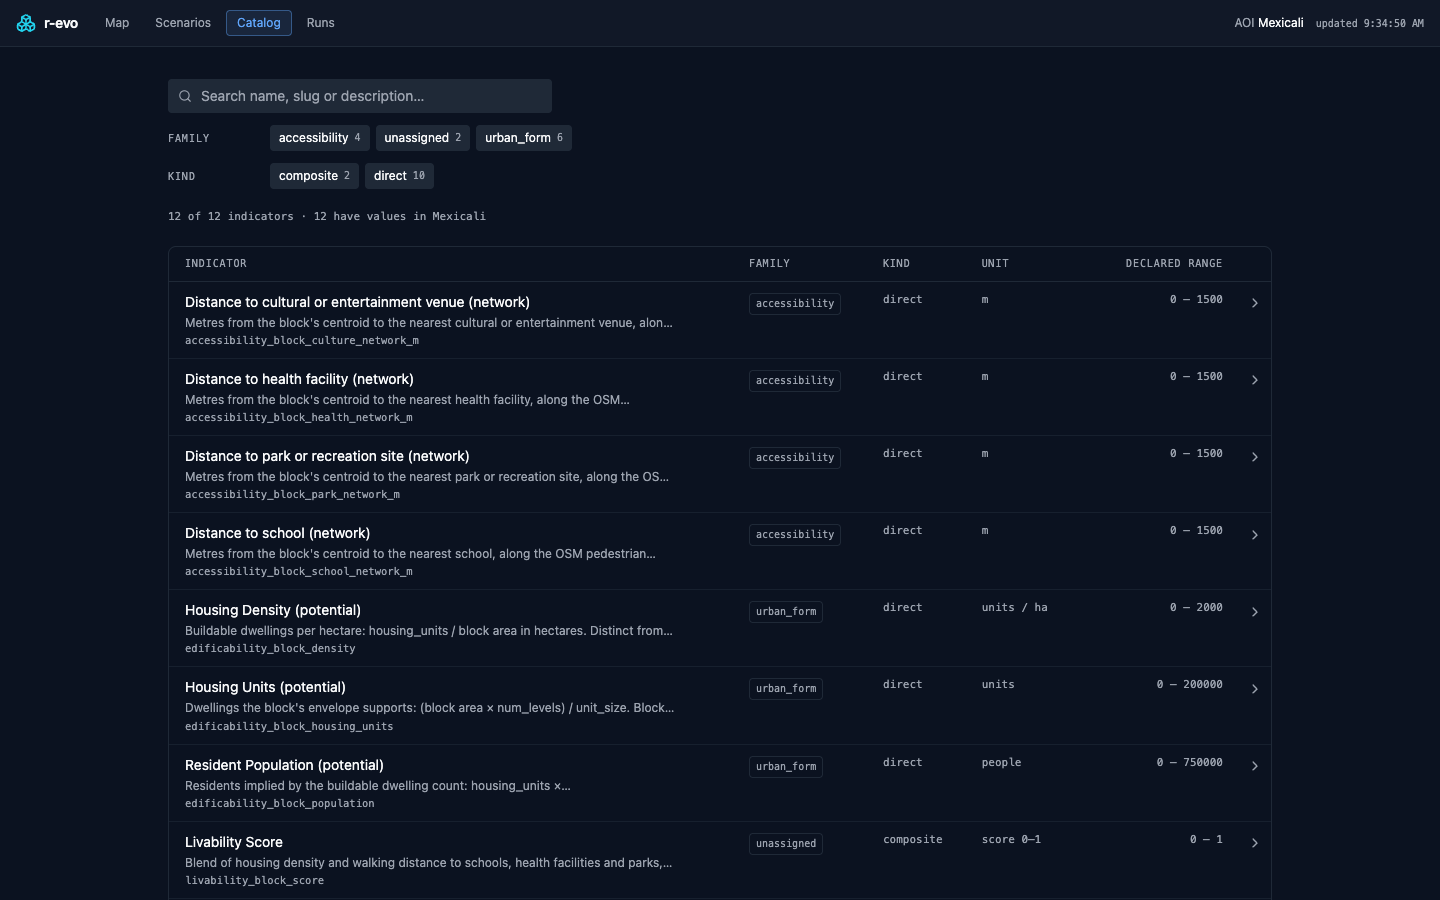 r-evo Map Scenarios Catalog Runs AOI Mexicali updated 9:34:50 AM
Search name, slug or description...
FAMILY accessibility 4 unassigned 2 urban_form 6
KIND composite 2 direct 10
12 of 12 indicators · 12 have values in Mexicali
INDICATOR FAMILY KIND UNIT DECLARED RANGE
Distance to cultural or entertainment venue (network) accessibility direct m 0 — 1500
Metres from the block's centroid to the nearest cultural or entertainment venue, alon...
accessibility_block_culture_network_m
Distance to health facility (network) accessibility direct m 0 — 1500
Metres from the block's centroid to the nearest health facility, along the OSM...
accessibility_block_health_network_m
Distance to park or recreation site (network) accessibility direct m 0 — 1500
Metres from the block's centroid to the nearest park or recreation site, along the OS...
accessibility_block_park_network_m
Distance to school (network) accessibility direct m 0 — 1500
Metres from the block's centroid to the nearest school, along the OSM pedestrian...
accessibility_block_school_network_m
Housing Density (potential) urban_form direct units / ha 0 — 2000
Buildable dwellings per hectare: housing_units / block area in hectares. Distinct from...
edificability_block_density
Housing Units (potential) urban_form direct units 0 — 200000
Dwellings the block's envelope supports: (block area × num_levels) / unit_size. Block...
edificability_block_housing_units
Resident Population (potential) urban_form direct people 0 — 750000
Residents implied by the buildable dwelling count: housing_units ×...
edificability_block_population
Livability Score unassigned composite score 0–1 0 — 1
Blend of housing density and walking distance to schools, health facilities and parks,...
livability_block_score